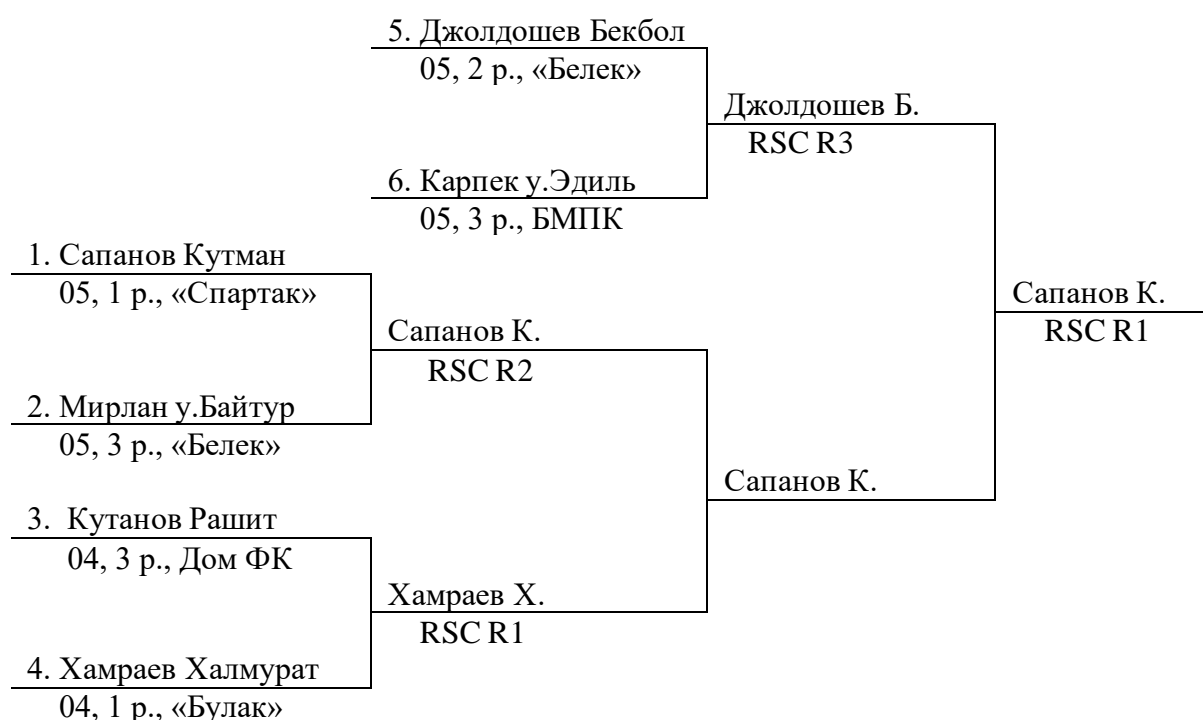 5. Джолдошев Бекбол
05, 2 р., «Белек»
Джолдошев Б.
RSC R3
6. Карпек у.Эдиль
05, 3 р., БМПК
1. Сапанов Кутман
05, 1 р., «Спартак»
Сапанов К.
RSC R1
Сапанов К.
RSC R2
2. Мирлан у.Байтур
05, 3 р., «Белек»
Сапанов К.
3. Кутанов Рашит
04, 3 р., Дом ФК
Хамраев Х.
RSC R1
4. Хамраев Халмурат
04, 1 р., «Булак»